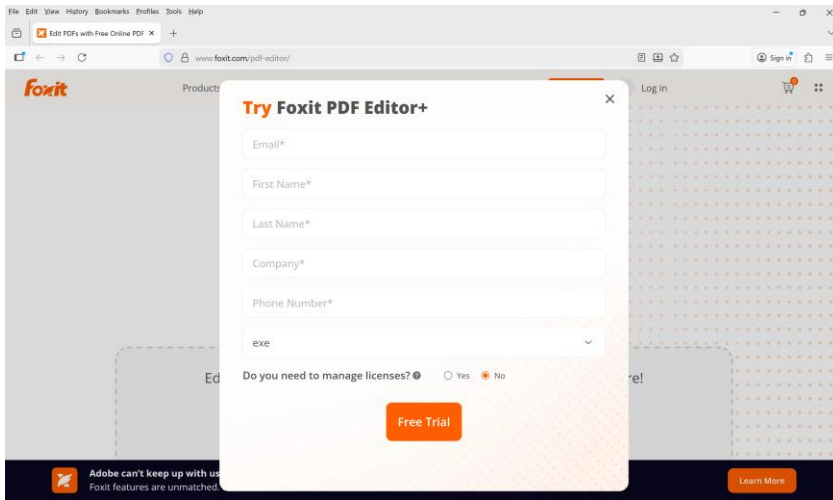 File Edit View History Bookmarks Profiles Tools Help
Edit PDFs with Free Online PDF
www.foxit.com/pdf-editor/
Sign in
Foxit
Products
Log in
Try Foxit PDF Editor+
Email*
First Name*
Last Name*
Company*
Phone Number*
exe
Ed
re!
Do you need to manage licenses? Yes No
Free Trial
Adobe can't keep up with us
Foxit features are unmatched.
Learn More